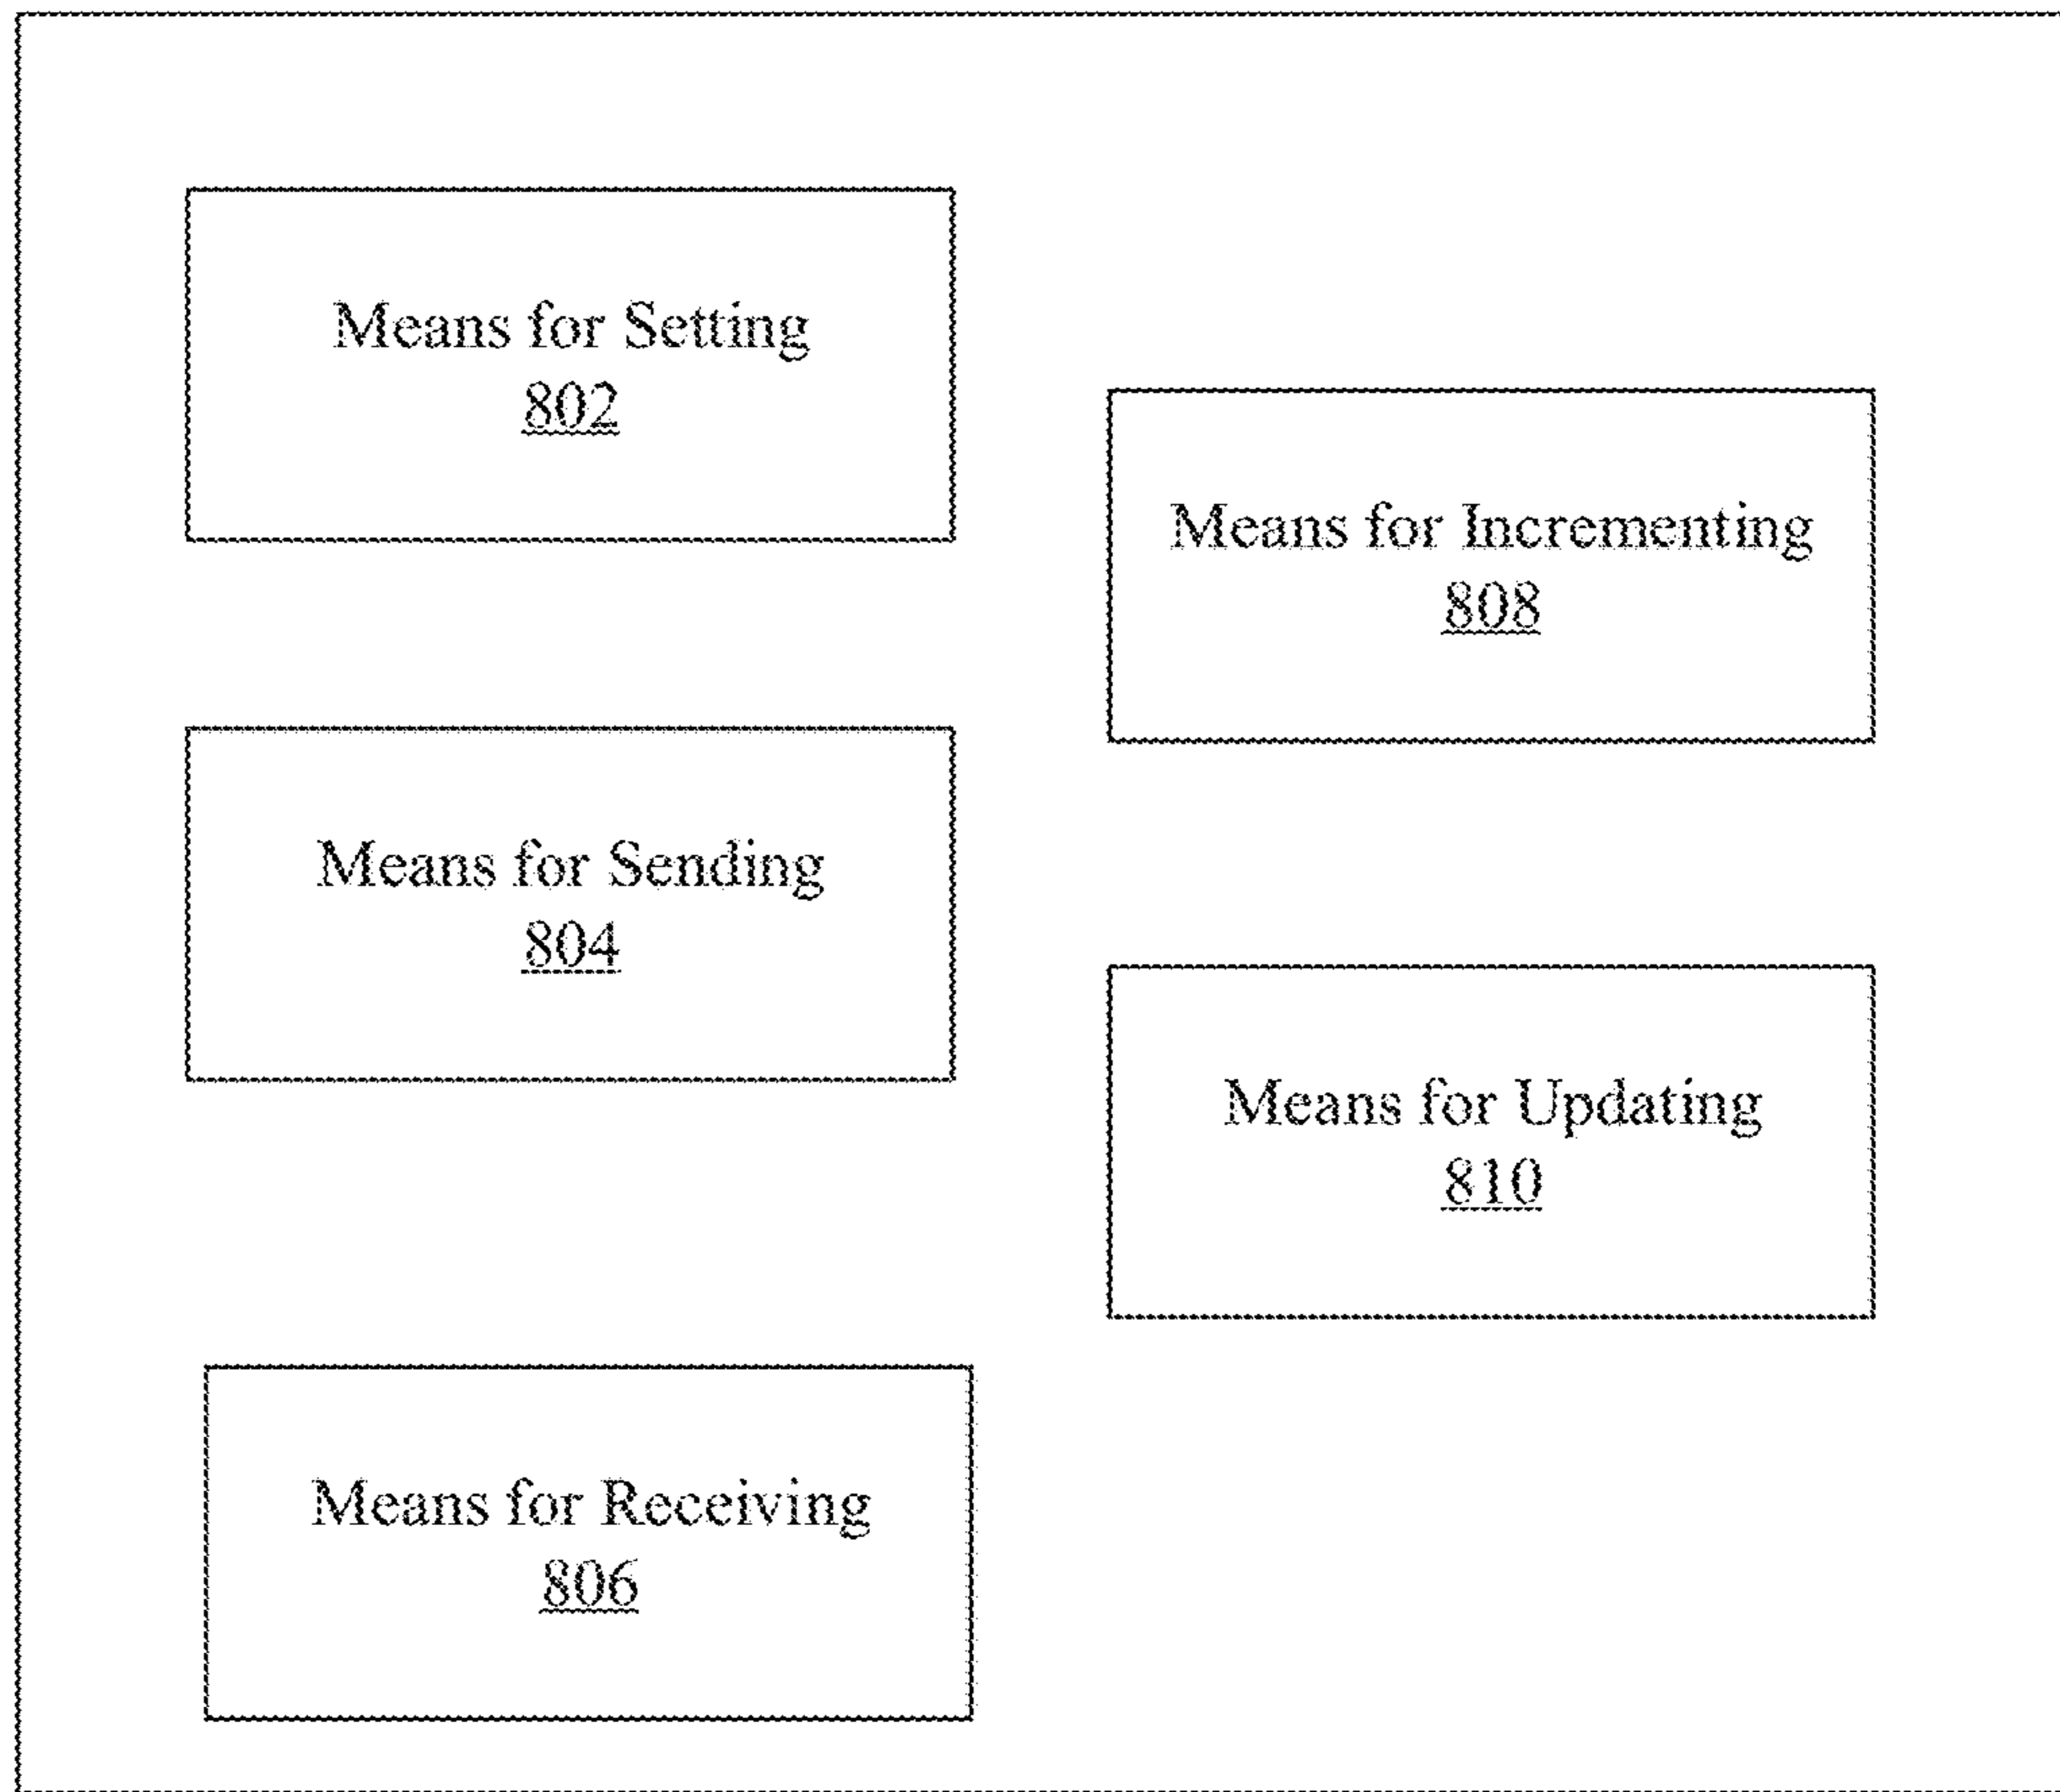 Means for Setting
802
Means for Sending
804
Means for Receiving
806
Means for Incrementing
808
Means for Updating
810